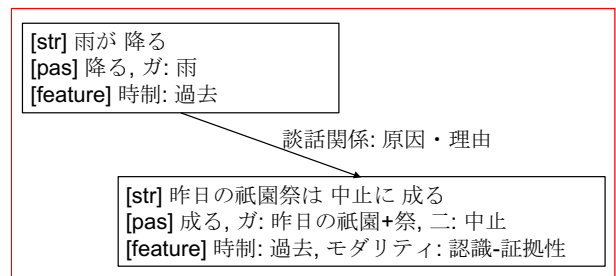 [str] 雨が 降る
[pas] 降る, ガ: 雨
[feature] 時制: 過去
談話関係: 原因・理由
[str] 昨日の祇園祭は 中止に 成る
[pas] 成る, ガ: 昨日の祇園+祭, 二: 中止
[feature] 時制: 過去, モダリティ: 認識-証拠性